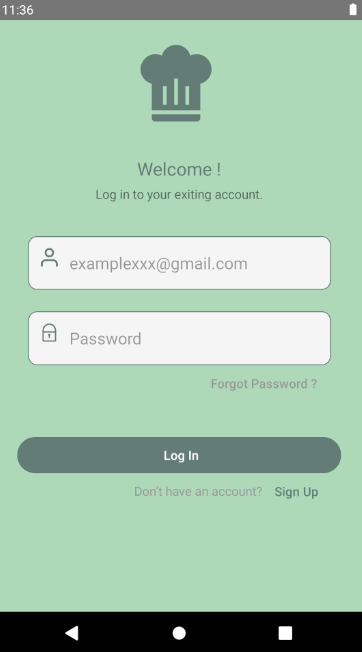 11:36
Welcome !
Log in to your exiting account.
examplexxx@gmail.com
Password
Forgot Password ?
Log In
Don't have an account? Sign Up